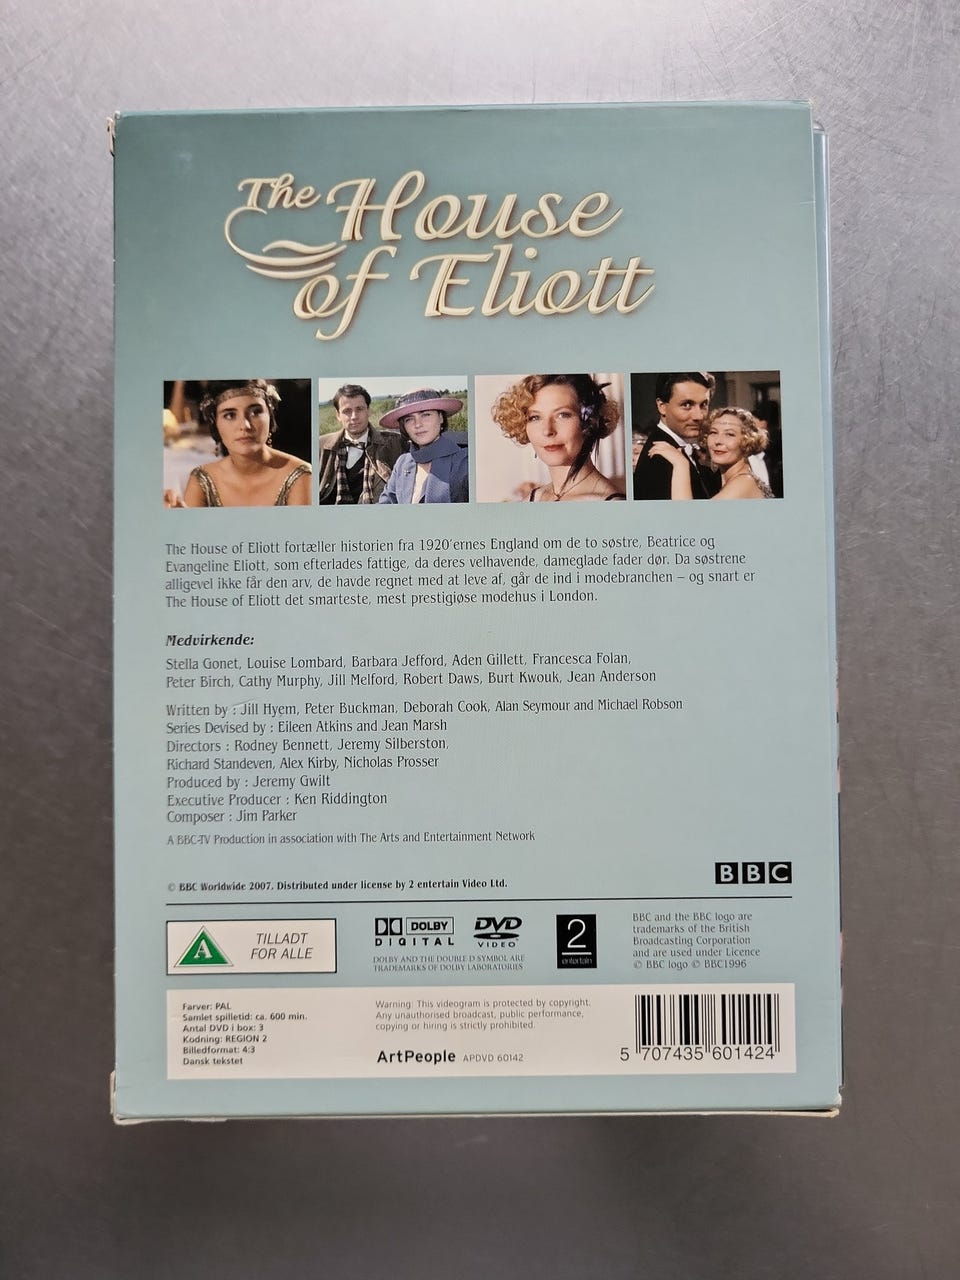 The House
of Eliott
The House of Eliott fortæller historien fra 1920'ernes England om de to søstre, Beatrice og
Evangeline Eliott, som efterlades fattige, da deres velhavende, dameglade fader dør. Da søstrene
alligevel ikke får den arv, de havde regnet med at leve af, går de ind i modebranchen – og snart er
The House of Eliott det smarteste, mest prestigiøse modehus i London.
Medvirkende:
Stella Gonet, Louise Lombard, Barbara Jefford, Aden Gillett, Francesca Folan,
Peter Birch, Cathy Murphy, Jill Melford, Robert Daws, Burt Kwouk, Jean Anderson
Written by : Jill Hyem, Peter Buckman, Deborah Cook, Alan Seymour and Michael Robson
Series Devised by : Eileen Atkins and Jean Marsh
Directors : Rodney Bennett, Jeremy Silberston,
Richard Standeven, Alex Kirby, Nicholas Prosser
Produced by : Jeremy Gwilt
Executive Producer : Ken Riddington
Composer : Jim Parker
A BBC-TV Production in association with The Arts and Entertainment Network
BBC
© BBC Worldwide 2007. Distributed under license by 2 entertain Video Ltd.
A
TILLADT
FOR ALLE
DOLBY
DIGITAL
DOLBY AND THE DOUBLE D SYMBOL ARE
TRADEMARKS OF DOLBY LABORATORIES
DVD
VIDEO
2
entertain
BBC and the BBC logo are
trademarks of the British
Broadcasting Corporation
and are used under Licence
© BBC logo © BBC1996
Farver: PAL
Samlet spilletid: ca. 600 min.
Antal DVD i box: 3
Kodning: REGION 2
Billedformat: 4:3
Dansk tekstet
Warning: This videogram is protected by copyright.
Any unauthorised broadcast, public performance,
copying or hiring is strictly prohibited.
ArtPeople APDVD 60142
5 707435 601424